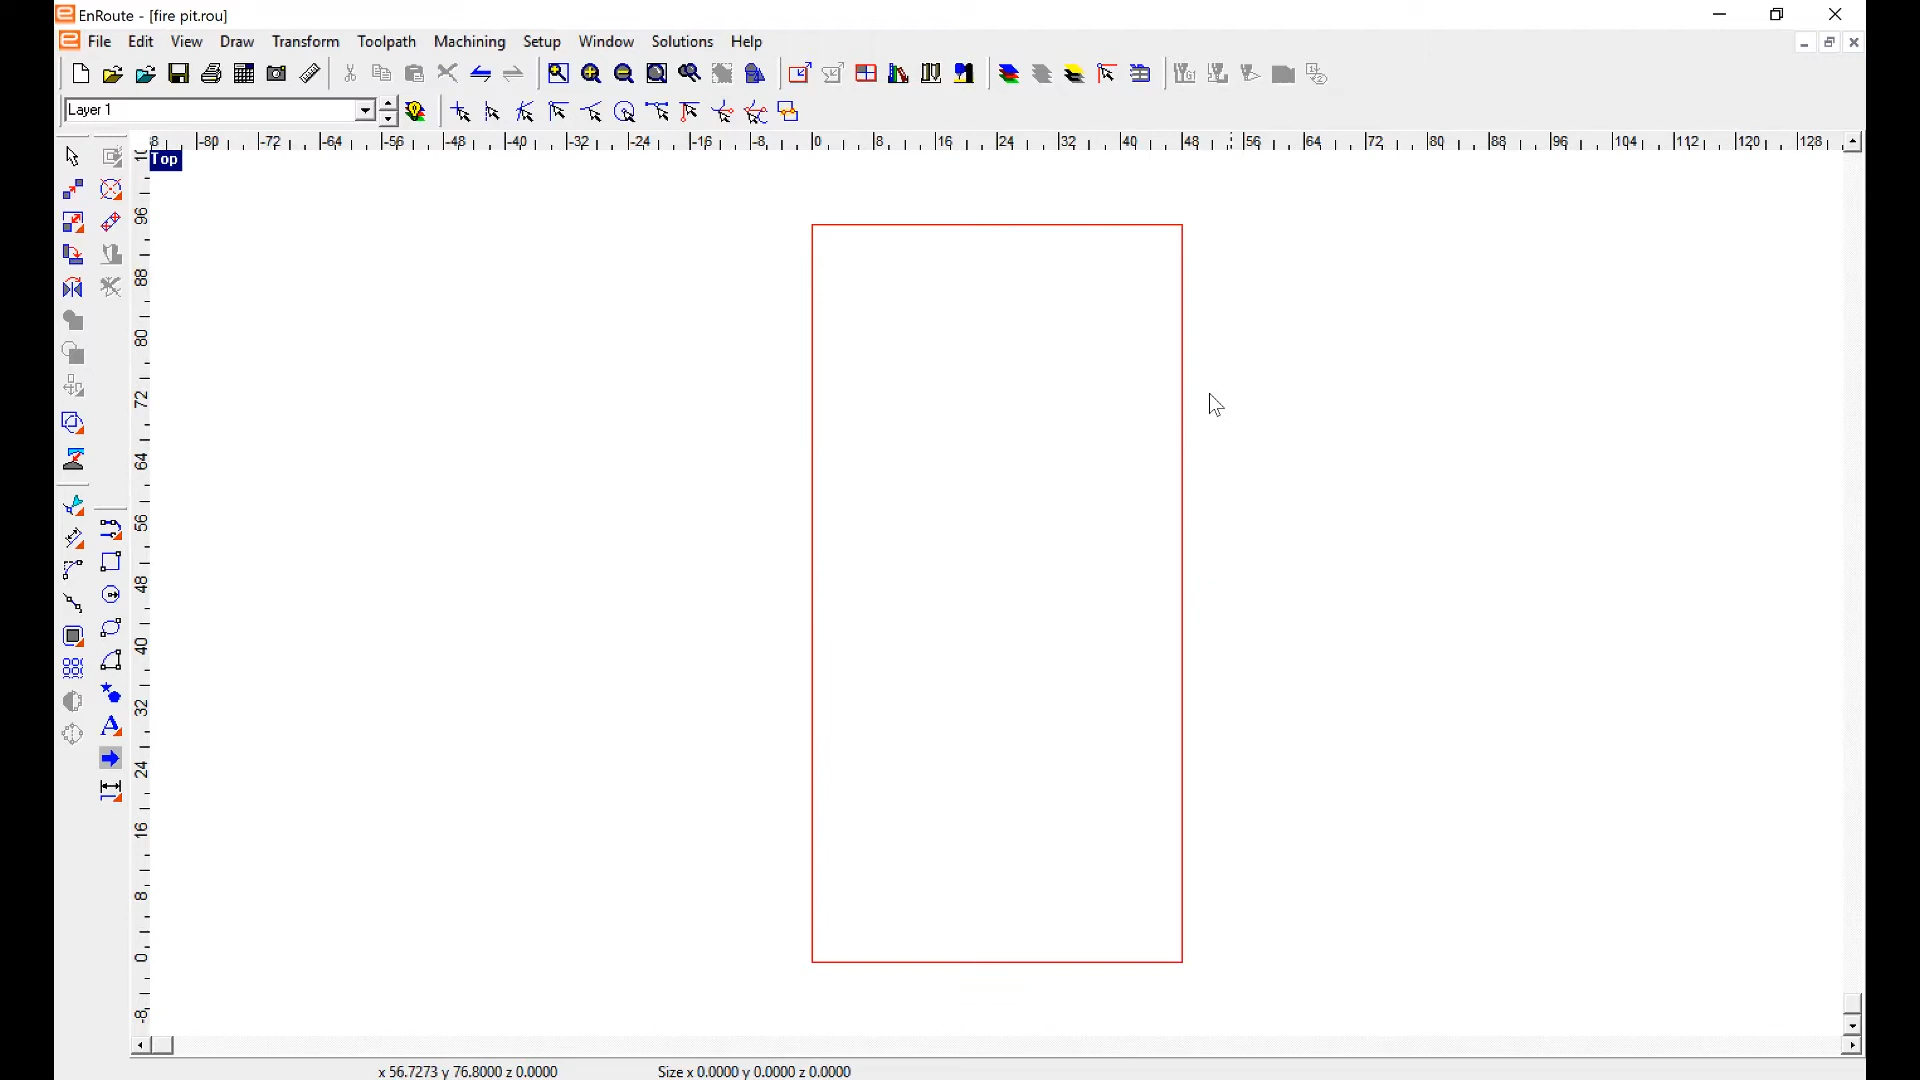 EnRoute - [fire pit.rou]
File Edit View Draw Transform Toolpath Machining Setup Window Solutions Help
Layer 1
8 -80 -72 -64 -56 -48 -40 -32 -24 -16 -8 0 8 16 24 32 40 48 56 64 72 80 88 96 104 112 120 128
Top
96
88
80
72
64
56
48
40
32
24
16
8
0
-8
x 56.7273 y 76.8000 z 0.0000 Size x 0.0000 y 0.0000 z 0.0000